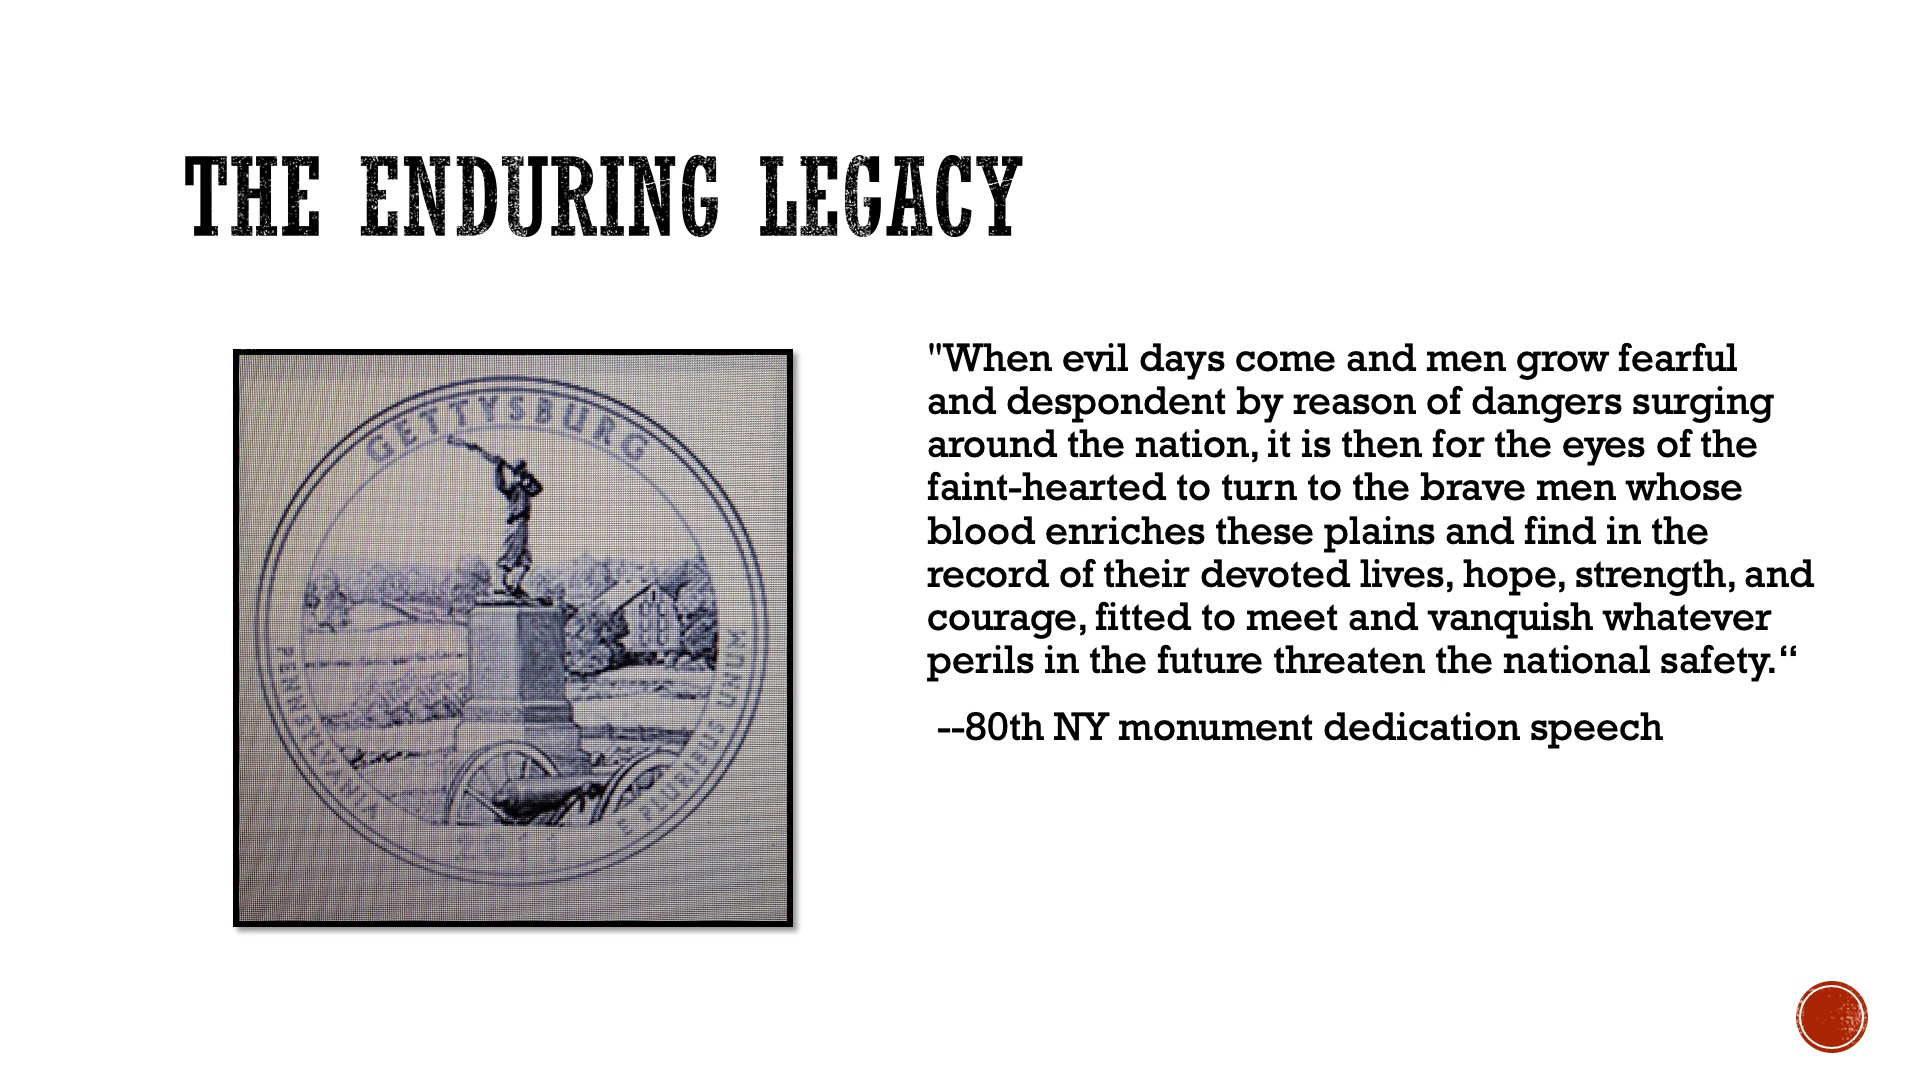 THE ENDURING LEGACY
GETTYSBURG
PENNSYLVANIA
2011
E PLURIBUS UNUM
"When evil days come and men grow fearful
and despondent by reason of dangers surging
around the nation, it is then for the eyes of the
faint-hearted to turn to the brave men whose
blood enriches these plains and find in the
record of their devoted lives, hope, strength, and
courage, fitted to meet and vanquish whatever
perils in the future threaten the national safety.“
--80th NY monument dedication speech